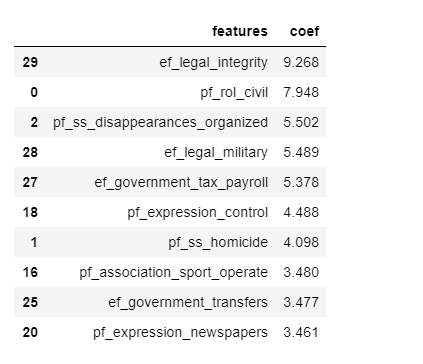 features coef
29 ef_legal_integrity 9.268
0 pf_rol_civil 7.948
2 pf_ss_disappearances_organized 5.502
28 ef_legal_military 5.489
27 ef_government_tax_payroll 5.378
18 pf_expression_control 4.488
1 pf_ss_homicide 4.098
16 pf_association_sport_operate 3.480
25 ef_government_transfers 3.477
20 pf_expression_newspapers 3.461